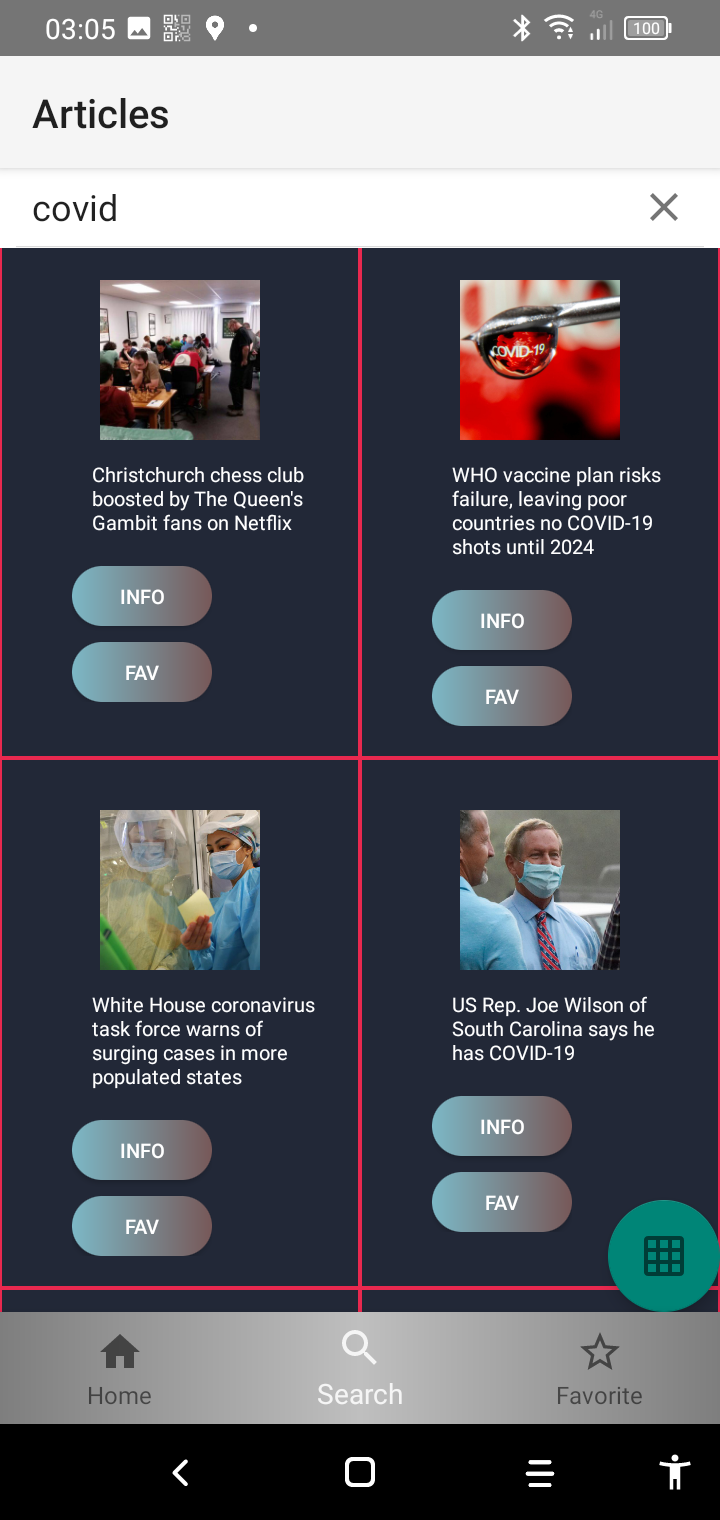 03:05
4G
100
Articles
covid
COVID-19
Christchurch chess club
boosted by The Queen's
Gambit fans on Netflix
INFO
FAV
WHO vaccine plan risks
failure, leaving poor
countries no COVID-19
shots until 2024
INFO
FAV
White House coronavirus
task force warns of
surging cases in more
populated states
INFO
FAV
US Rep. Joe Wilson of
South Carolina says he
has COVID-19
INFO
FAV
Home
Search
Favorite